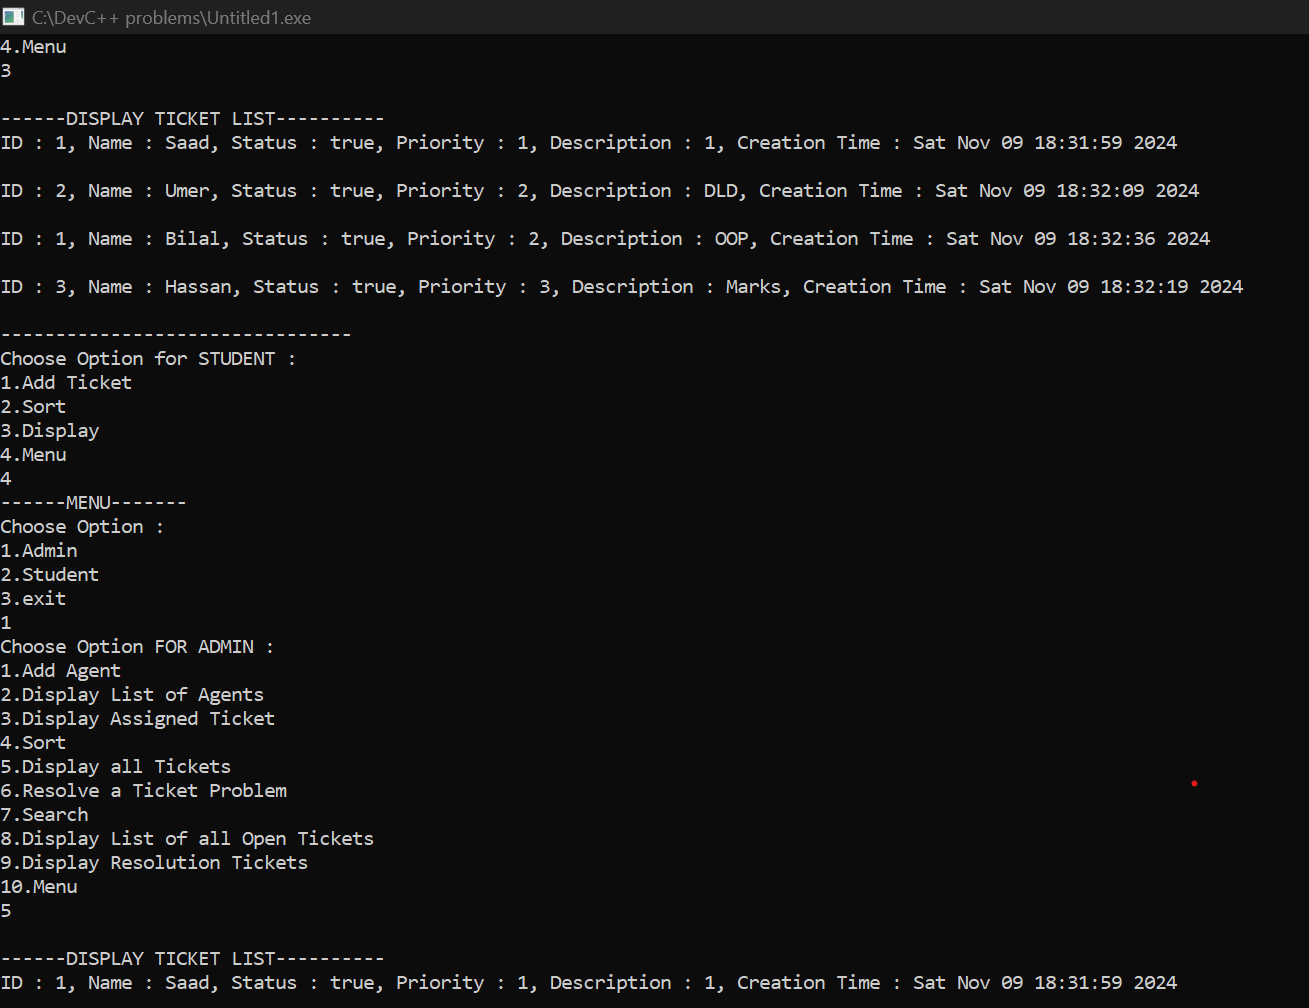 C:\DevC++ problems\Untitled1.exe
4.Menu
3
------DISPLAY TICKET LIST----------
ID : 1, Name : Saad, Status : true, Priority : 1, Description : 1, Creation Time : Sat Nov 09 18:31:59 2024
ID : 2, Name : Umer, Status : true, Priority : 2, Description : DLD, Creation Time : Sat Nov 09 18:32:09 2024
ID : 1, Name : Bilal, Status : true, Priority : 2, Description : OOP, Creation Time : Sat Nov 09 18:32:36 2024
ID : 3, Name : Hassan, Status : true, Priority : 3, Description : Marks, Creation Time : Sat Nov 09 18:32:19 2024
--------------------------------
Choose Option for STUDENT :
1.Add Ticket
2.Sort
3.Display
4.Menu
4
------MENU-------
Choose Option :
1.Admin
2.Student
3.exit
1
Choose Option FOR ADMIN :
1.Add Agent
2.Display List of Agents
3.Display Assigned Ticket
4.Sort
5.Display all Tickets
6.Resolve a Ticket Problem
7.Search
8.Display List of all Open Tickets
9.Display Resolution Tickets
10.Menu
5
------DISPLAY TICKET LIST----------
ID : 1, Name : Saad, Status : true, Priority : 1, Description : 1, Creation Time : Sat Nov 09 18:31:59 2024